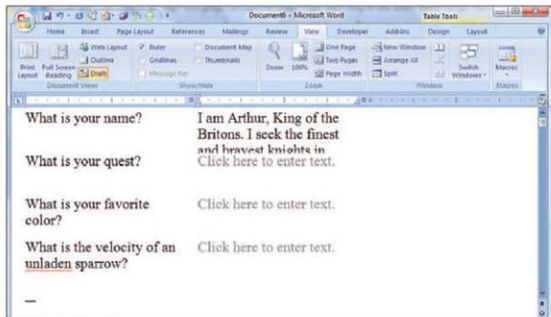 Document6 - Microsoft Word
Table Tools
Home Insert Page Layout References Mailings Review View Developer Add-Ins Design Layout
Print Layout
Full Screen Reading
Web Layout
Outline
Draft
Document Views
Ruler
Gridlines
Message Bar
Document Map
Thumbnails
Show/Hide
Zoom
100%
One Page
Two Pages
Page Width
Zoom
New Window
Arrange All
Split
Switch Windows
Window
Macros
Macros
What is your name?
I am Arthur, King of the
Britons. I seek the finest
and bravest knights in
What is your quest?
Click here to enter text.
What is your favorite
color?
Click here to enter text.
What is the velocity of an
unladen sparrow?
Click here to enter text.